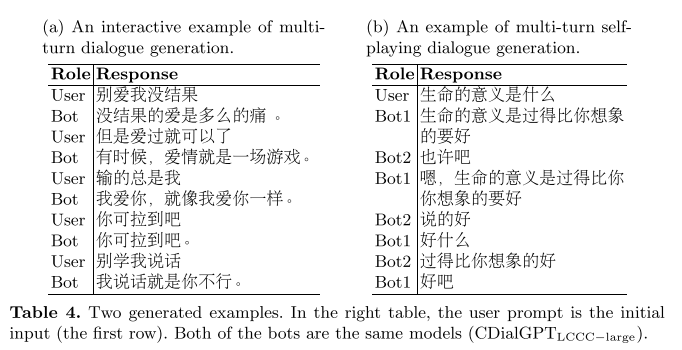 (a) An interactive example of multi-
turn dialogue generation.
Role Response
User 别爱我没结果
Bot 没结果的爱是多么的痛 。
User 但是爱过就可以了
Bot 有时候，爱情就是一场游戏。
User 输的总是我
Bot 我爱你，就像我爱你一样。
User 你可拉到吧
Bot 你可拉到吧。
User 别学我说话
Bot 我说话就是你不行。
(b) An example of multi-turn self-
playing dialogue generation.
Role Response
User 生命的意义是什么
Bot1 生命的意义是过得比你想象
的要好
Bot2 也许吧
Bot1 嗯，生命的意义是过得比你
你想象的要好
Bot2 说的好
Bot1 好什么
Bot2 过得比你想象的好
Bot1 好吧
Table 4. Two generated examples. In the right table, the user prompt is the initial
input (the first row). Both of the bots are the same models (CDialGPTLCCC−large).